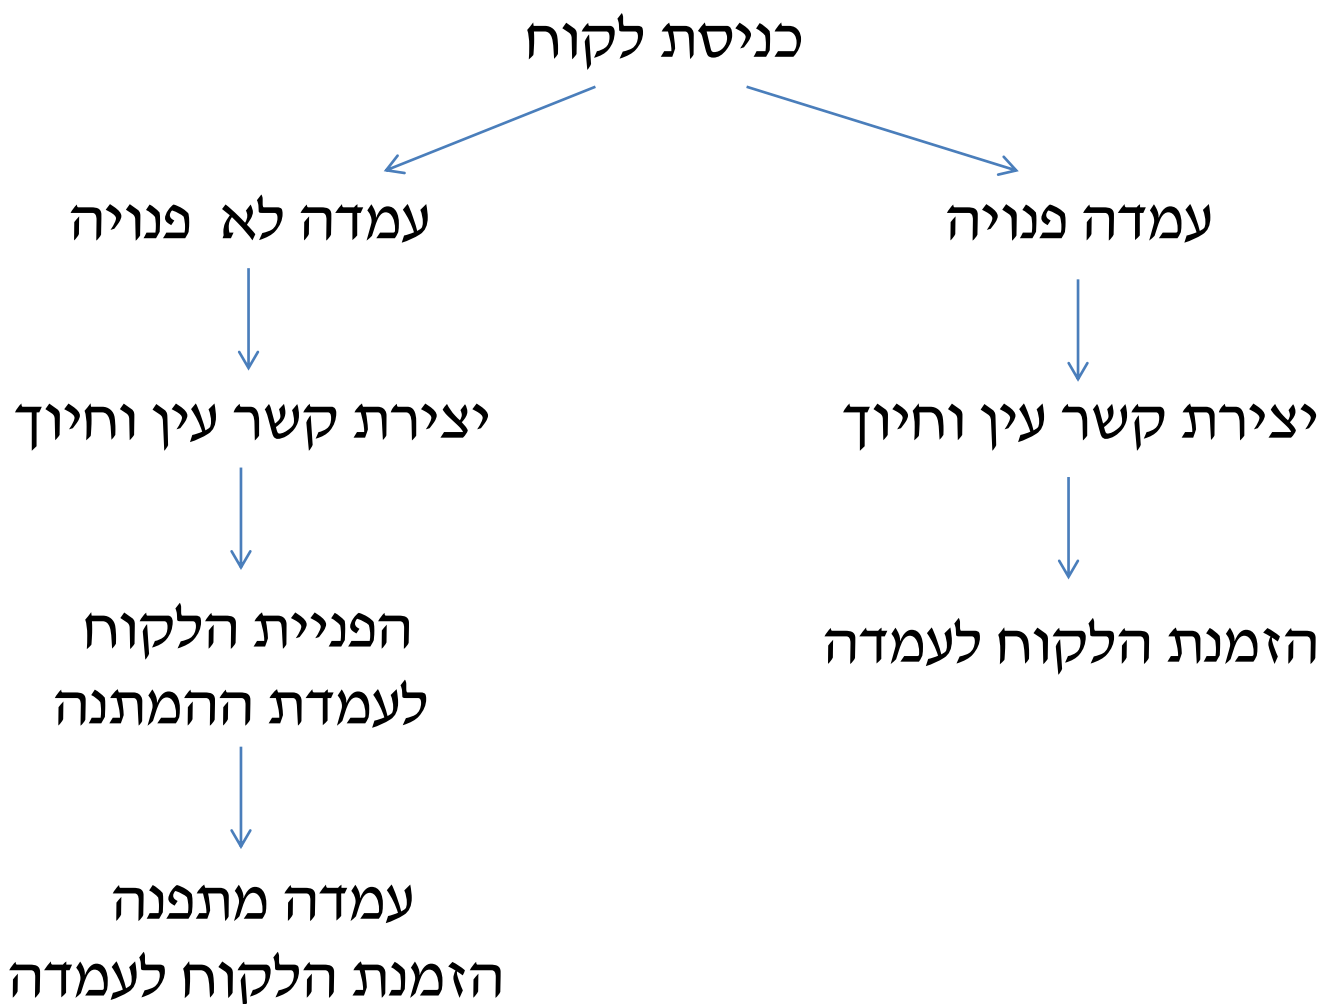 כניסת לקוח
עמדה פנויה
עמדה לא פנויה
יצירת קשר עין וחיוך
יצירת קשר עין וחיוך
הזמנת הלקוח לעמדה
הפניית הלקוח
לעמדת ההמתנה
עמדה מתפנה
הזמנת הלקוח לעמדה